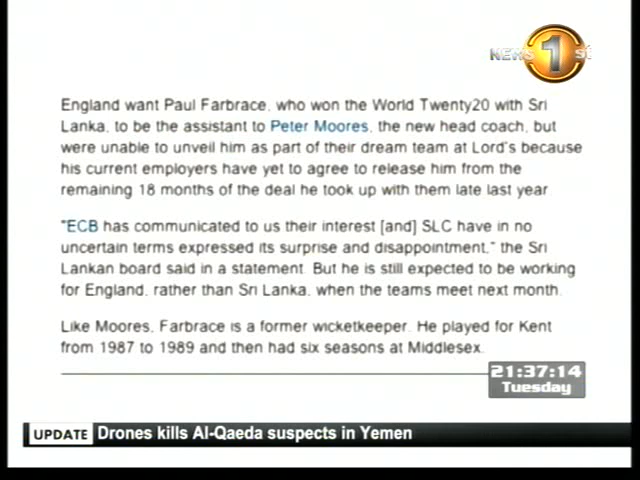 NEWS 1st
England want Paul Farbrace, who won the World Twenty20 with Sri
Lanka, to be the assistant to Peter Moores, the new head coach, but
were unable to unveil him as part of their dream team at Lord's because
his current employers have yet to agree to release him from the
remaining 18 months of the deal he took up with them late last year
"ECB has communicated to us their interest [and] SLC have in no
uncertain terms expressed its surprise and disappointment," the Sri
Lankan board said in a statement. But he is still expected to be working
for England, rather than Sri Lanka, when the teams meet next month.
Like Moores, Farbrace is a former wicketkeeper. He played for Kent
from 1987 to 1989 and then had six seasons at Middlesex.
21:37:14
Tuesday
UPDATE Drones kills Al-Qaeda suspects in Yemen